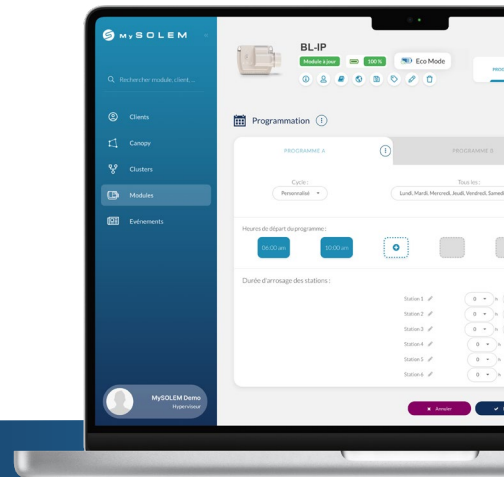 MySOLEM
Rechercher module, client, ...
Clients
Canopy
Clusters
Modules
Evénements
MySOLEM Demo
Hyperviseur
BL-IP
Module à jour
100 %
Eco Mode
Programmation
PROGRAMME A
PROGRAMME B
Cycle :
Tous les :
Personnalisé
Lundi, Mardi, Mercredi, Jeudi, Vendredi, Samedi
Heures de départ du programme :
06:00 am
10:00 am
Durée d'arrosage des stations :
Station 1
0
h
Station 2
0
h
Station 3
0
h
Station 4
0
h
Station 5
0
h
Station 6
0
h
Annuler